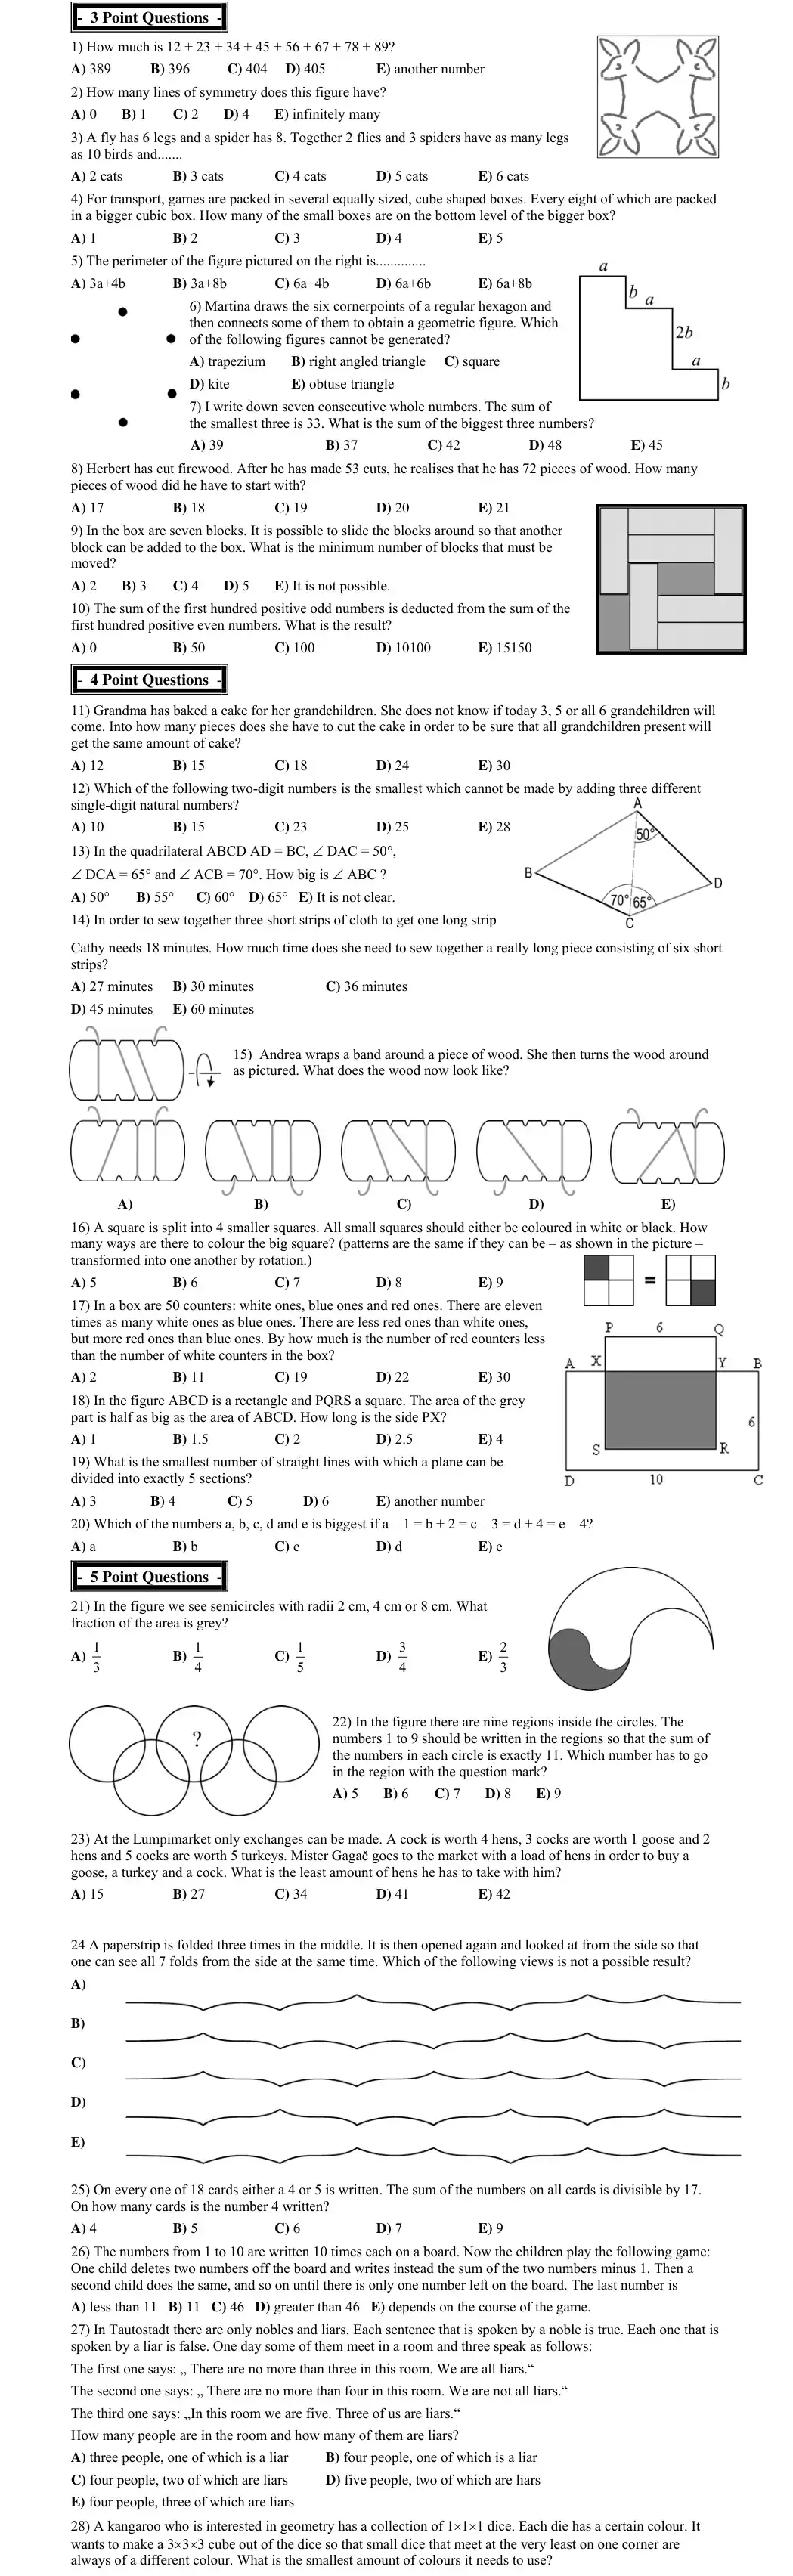 - 3 Point Questions -
1) How much is 12 + 23 + 34 + 45 + 56 + 67 + 78 + 89?
A) 389 B) 396 C) 404 D) 405 E) another number
2) How many lines of symmetry does this figure have?
A) 0 B) 1 C) 2 D) 4 E) infinitely many
3) A fly has 6 legs and a spider has 8. Together 2 flies and 3 spiders have as many legs
as 10 birds and.......
A) 2 cats B) 3 cats C) 4 cats D) 5 cats E) 6 cats
4) For transport, games are packed in several equally sized, cube shaped boxes. Every eight of which are packed
in a bigger cubic box. How many of the small boxes are on the bottom level of the bigger box?
A) 1 B) 2 C) 3 D) 4 E) 5
5) The perimeter of the figure pictured on the right is..............
A) 3a+4b B) 3a+8b C) 6a+4b D) 6a+6b E) 6a+8b
a
b
a
2b
a
b
6) Martina draws the six cornerpoints of a regular hexagon and
then connects some of them to obtain a geometric figure. Which
of the following figures cannot be generated?
A) trapezium B) right angled triangle C) square
D) kite E) obtuse triangle
7) I write down seven consecutive whole numbers. The sum of
the smallest three is 33. What is the sum of the biggest three numbers?
A) 39 B) 37 C) 42 D) 48 E) 45
8) Herbert has cut firewood. After he has made 53 cuts, he realises that he has 72 pieces of wood. How many
pieces of wood did he have to start with?
A) 17 B) 18 C) 19 D) 20 E) 21
9) In the box are seven blocks. It is possible to slide the blocks around so that another
block can be added to the box. What is the minimum number of blocks that must be
moved?
A) 2 B) 3 C) 4 D) 5 E) It is not possible.
10) The sum of the first hundred positive odd numbers is deducted from the sum of the
first hundred positive even numbers. What is the result?
A) 0 B) 50 C) 100 D) 10100 E) 15150
- 4 Point Questions -
11) Grandma has baked a cake for her grandchildren. She does not know if today 3, 5 or all 6 grandchildren will
come. Into how many pieces does she have to cut the cake in order to be sure that all grandchildren present will
get the same amount of cake?
A) 12 B) 15 C) 18 D) 24 E) 30
12) Which of the following two-digit numbers is the smallest which cannot be made by adding three different
single-digit natural numbers?
A) 10 B) 15 C) 23 D) 25 E) 28
13) In the quadrilateral ABCD AD = BC, ∠ DAC = 50°,
∠ DCA = 65° and ∠ ACB = 70°. How big is ∠ ABC ?
A) 50° B) 55° C) 60° D) 65° E) It is not clear.
A
50°
B
D
70° 65°
C
14) In order to sew together three short strips of cloth to get one long strip
Cathy needs 18 minutes. How much time does she need to sew together a really long piece consisting of six short
strips?
A) 27 minutes B) 30 minutes C) 36 minutes
D) 45 minutes E) 60 minutes
15) Andrea wraps a band around a piece of wood. She then turns the wood around
as pictured. What does the wood now look like?
A) B) C) D) E)
16) A square is split into 4 smaller squares. All small squares should either be coloured in white or black. How
many ways are there to colour the big square? (patterns are the same if they can be – as shown in the picture –
transformed into one another by rotation.)
A) 5 B) 6 C) 7 D) 8 E) 9
=
17) In a box are 50 counters: white ones, blue ones and red ones. There are eleven
times as many white ones as blue ones. There are less red ones than white ones,
but more red ones than blue ones. By how much is the number of red counters less
than the number of white counters in the box?
A) 2 B) 11 C) 19 D) 22 E) 30
18) In the figure ABCD is a rectangle and PQRS a square. The area of the grey
part is half as big as the area of ABCD. How long is the side PX?
A) 1 B) 1.5 C) 2 D) 2.5 E) 4
P 6 Q
A X Y B
6
S R
D 10 C
19) What is the smallest number of straight lines with which a plane can be
divided into exactly 5 sections?
A) 3 B) 4 C) 5 D) 6 E) another number
20) Which of the numbers a, b, c, d and e is biggest if a – 1 = b + 2 = c – 3 = d + 4 = e – 4?
A) a B) b C) c D) d E) e
- 5 Point Questions -
21) In the figure we see semicircles with radii 2 cm, 4 cm or 8 cm. What
fraction of the area is grey?
A) 1/3 B) 1/4 C) 1/5 D) 3/4 E) 2/3
?
22) In the figure there are nine regions inside the circles. The
numbers 1 to 9 should be written in the regions so that the sum of
the numbers in each circle is exactly 11. Which number has to go
in the region with the question mark?
A) 5 B) 6 C) 7 D) 8 E) 9
23) At the Lumpimarket only exchanges can be made. A cock is worth 4 hens, 3 cocks are worth 1 goose and 2
hens and 5 cocks are worth 5 turkeys. Mister Gagač goes to the market with a load of hens in order to buy a
goose, a turkey and a cock. What is the least amount of hens he has to take with him?
A) 15 B) 27 C) 34 D) 41 E) 42
24 A paperstrip is folded three times in the middle. It is then opened again and looked at from the side so that
one can see all 7 folds from the side at the same time. Which of the following views is not a possible result?
A)
B)
C)
D)
E)
25) On every one of 18 cards either a 4 or 5 is written. The sum of the numbers on all cards is divisible by 17.
On how many cards is the number 4 written?
A) 4 B) 5 C) 6 D) 7 E) 9
26) The numbers from 1 to 10 are written 10 times each on a board. Now the children play the following game:
One child deletes two numbers off the board and writes instead the sum of the two numbers minus 1. Then a
second child does the same, and so on until there is only one number left on the board. The last number is
A) less than 11 B) 11 C) 46 D) greater than 46 E) depends on the course of the game.
27) In Tautostadt there are only nobles and liars. Each sentence that is spoken by a noble is true. Each one that is
spoken by a liar is false. One day some of them meet in a room and three speak as follows:
The first one says: „ There are no more than three in this room. We are all liars.“
The second one says: „ There are no more than four in this room. We are not all liars.“
The third one says: „In this room we are five. Three of us are liars.“
How many people are in the room and how many of them are liars?
A) three people, one of which is a liar B) four people, one of which is a liar
C) four people, two of which are liars D) five people, two of which are liars
E) four people, three of which are liars
28) A kangaroo who is interested in geometry has a collection of 1×1×1 dice. Each die has a certain colour. It
wants to make a 3×3×3 cube out of the dice so that small dice that meet at the very least on one corner are
always of a different colour. What is the smallest amount of colours it needs to use?